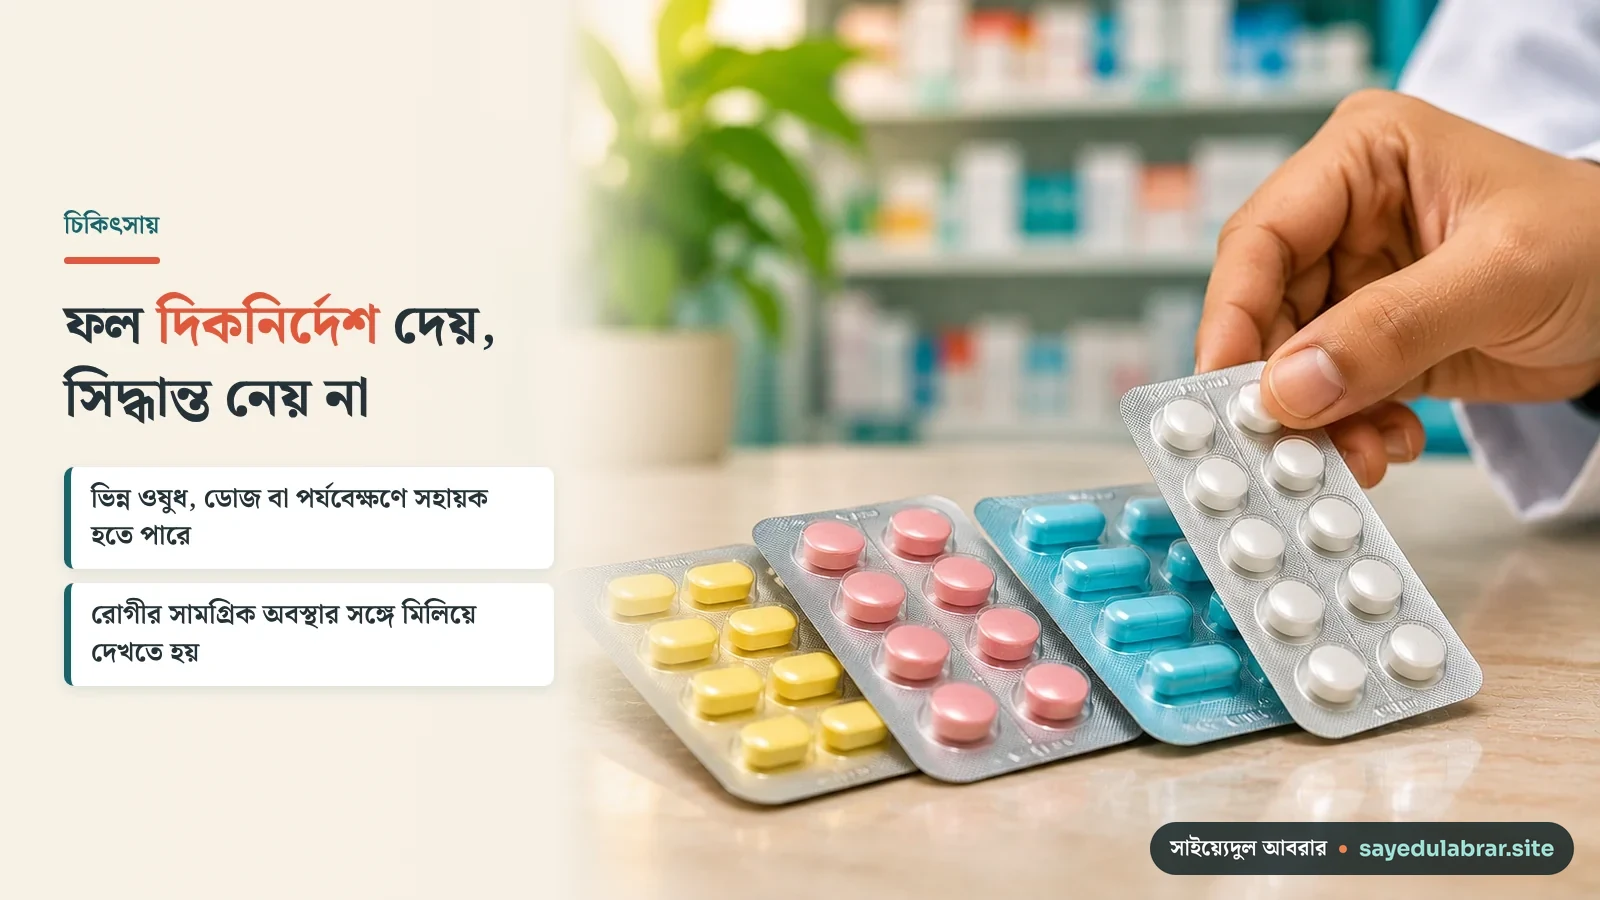 চিকিৎসায়
ফল দিকনির্দেশ দেয়,
সিদ্ধান্ত নেয় না
ভিন্ন ওষুধ, ডোজ বা পর্যবেক্ষণে সহায়ক
হতে পারে
রোগীর সামগ্রিক অবস্থার সঙ্গে মিলিয়ে
দেখতে হয়
সাইয়্যেদুল আবরার • sayedulabrar.site